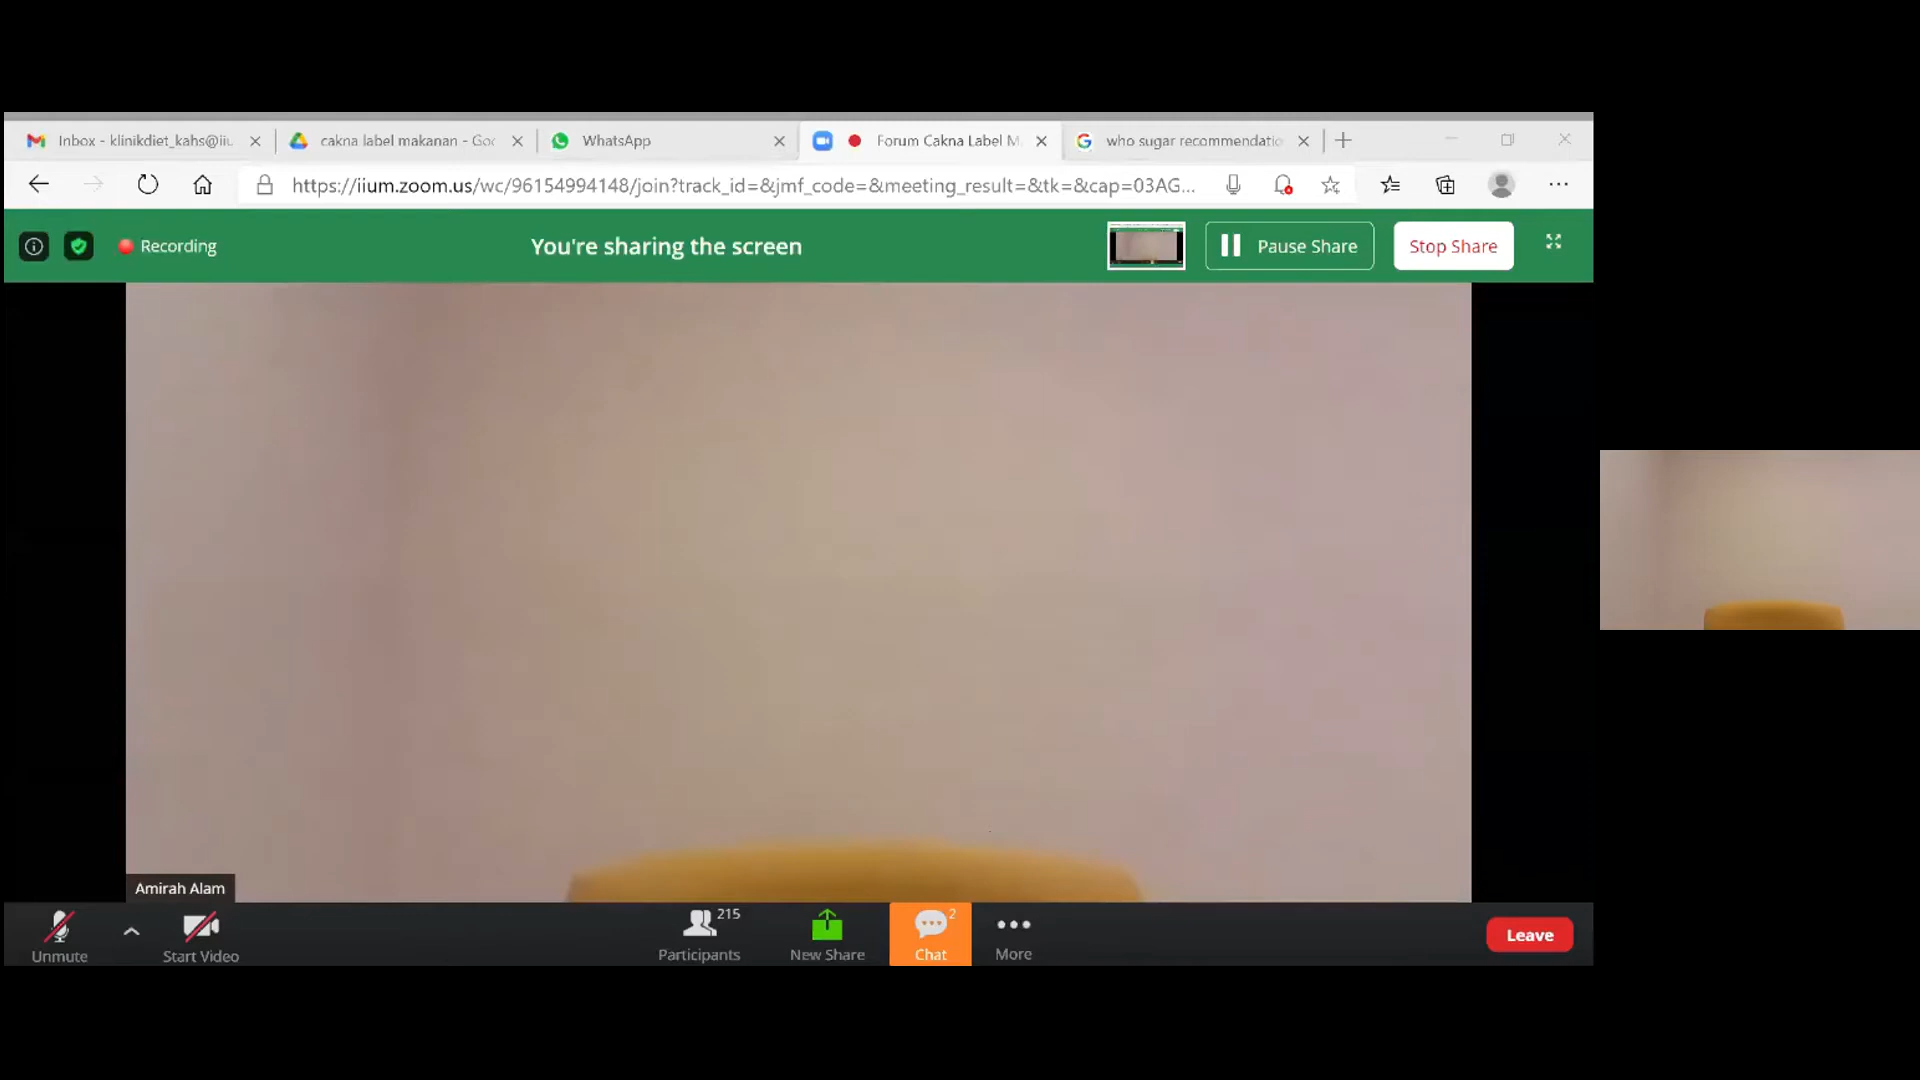 Inbox - klinikdiet_kahs@iiu
cakna label makanan - Goo
WhatsApp
Forum Cakna Label M
who sugar recommendatio
https://iium.zoom.us/wc/96154994148/join?track_id=&jmf_code=&meeting_result=&tk=&cap=03AG...
Recording
You're sharing the screen
Pause Share
Stop Share
Amirah Alam
Unmute
Start Video
215
Participants
New Share
2
Chat
More
Leave